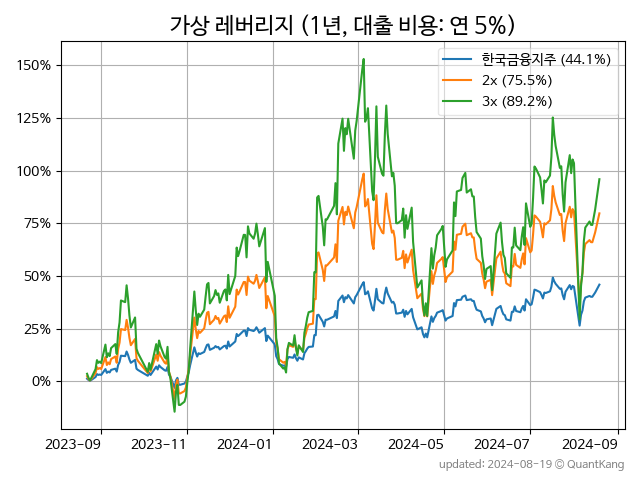 가상 레버리지 (1년, 대출 비용: 연 5%)
한국금융지주 (44.1%)
2x (75.5%)
3x (89.2%)
150%
125%
100%
75%
50%
25%
0%
2023-09 2023-11 2024-01 2024-03 2024-05 2024-07 2024-09
updated: 2024-08-19 © QuantKang